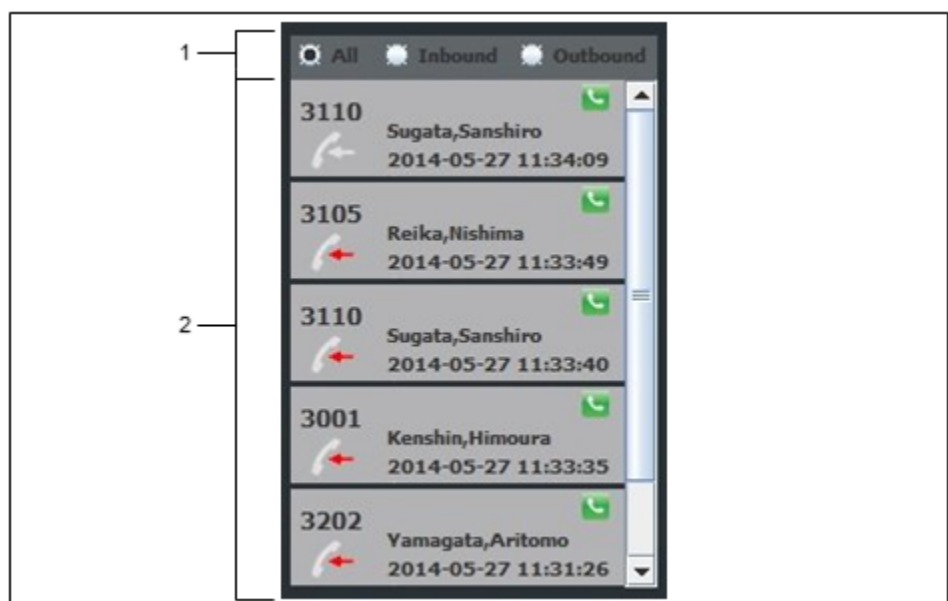 1
All Inbound Outbound
3110
Sugata,Sanshiro
2014-05-27 11:34:09
3105
Reika,Nishima
2014-05-27 11:33:49
2
3110
Sugata,Sanshiro
2014-05-27 11:33:40
3001
Kenshin,Himoura
2014-05-27 11:33:35
3202
Yamagata,Aritomo
2014-05-27 11:31:26